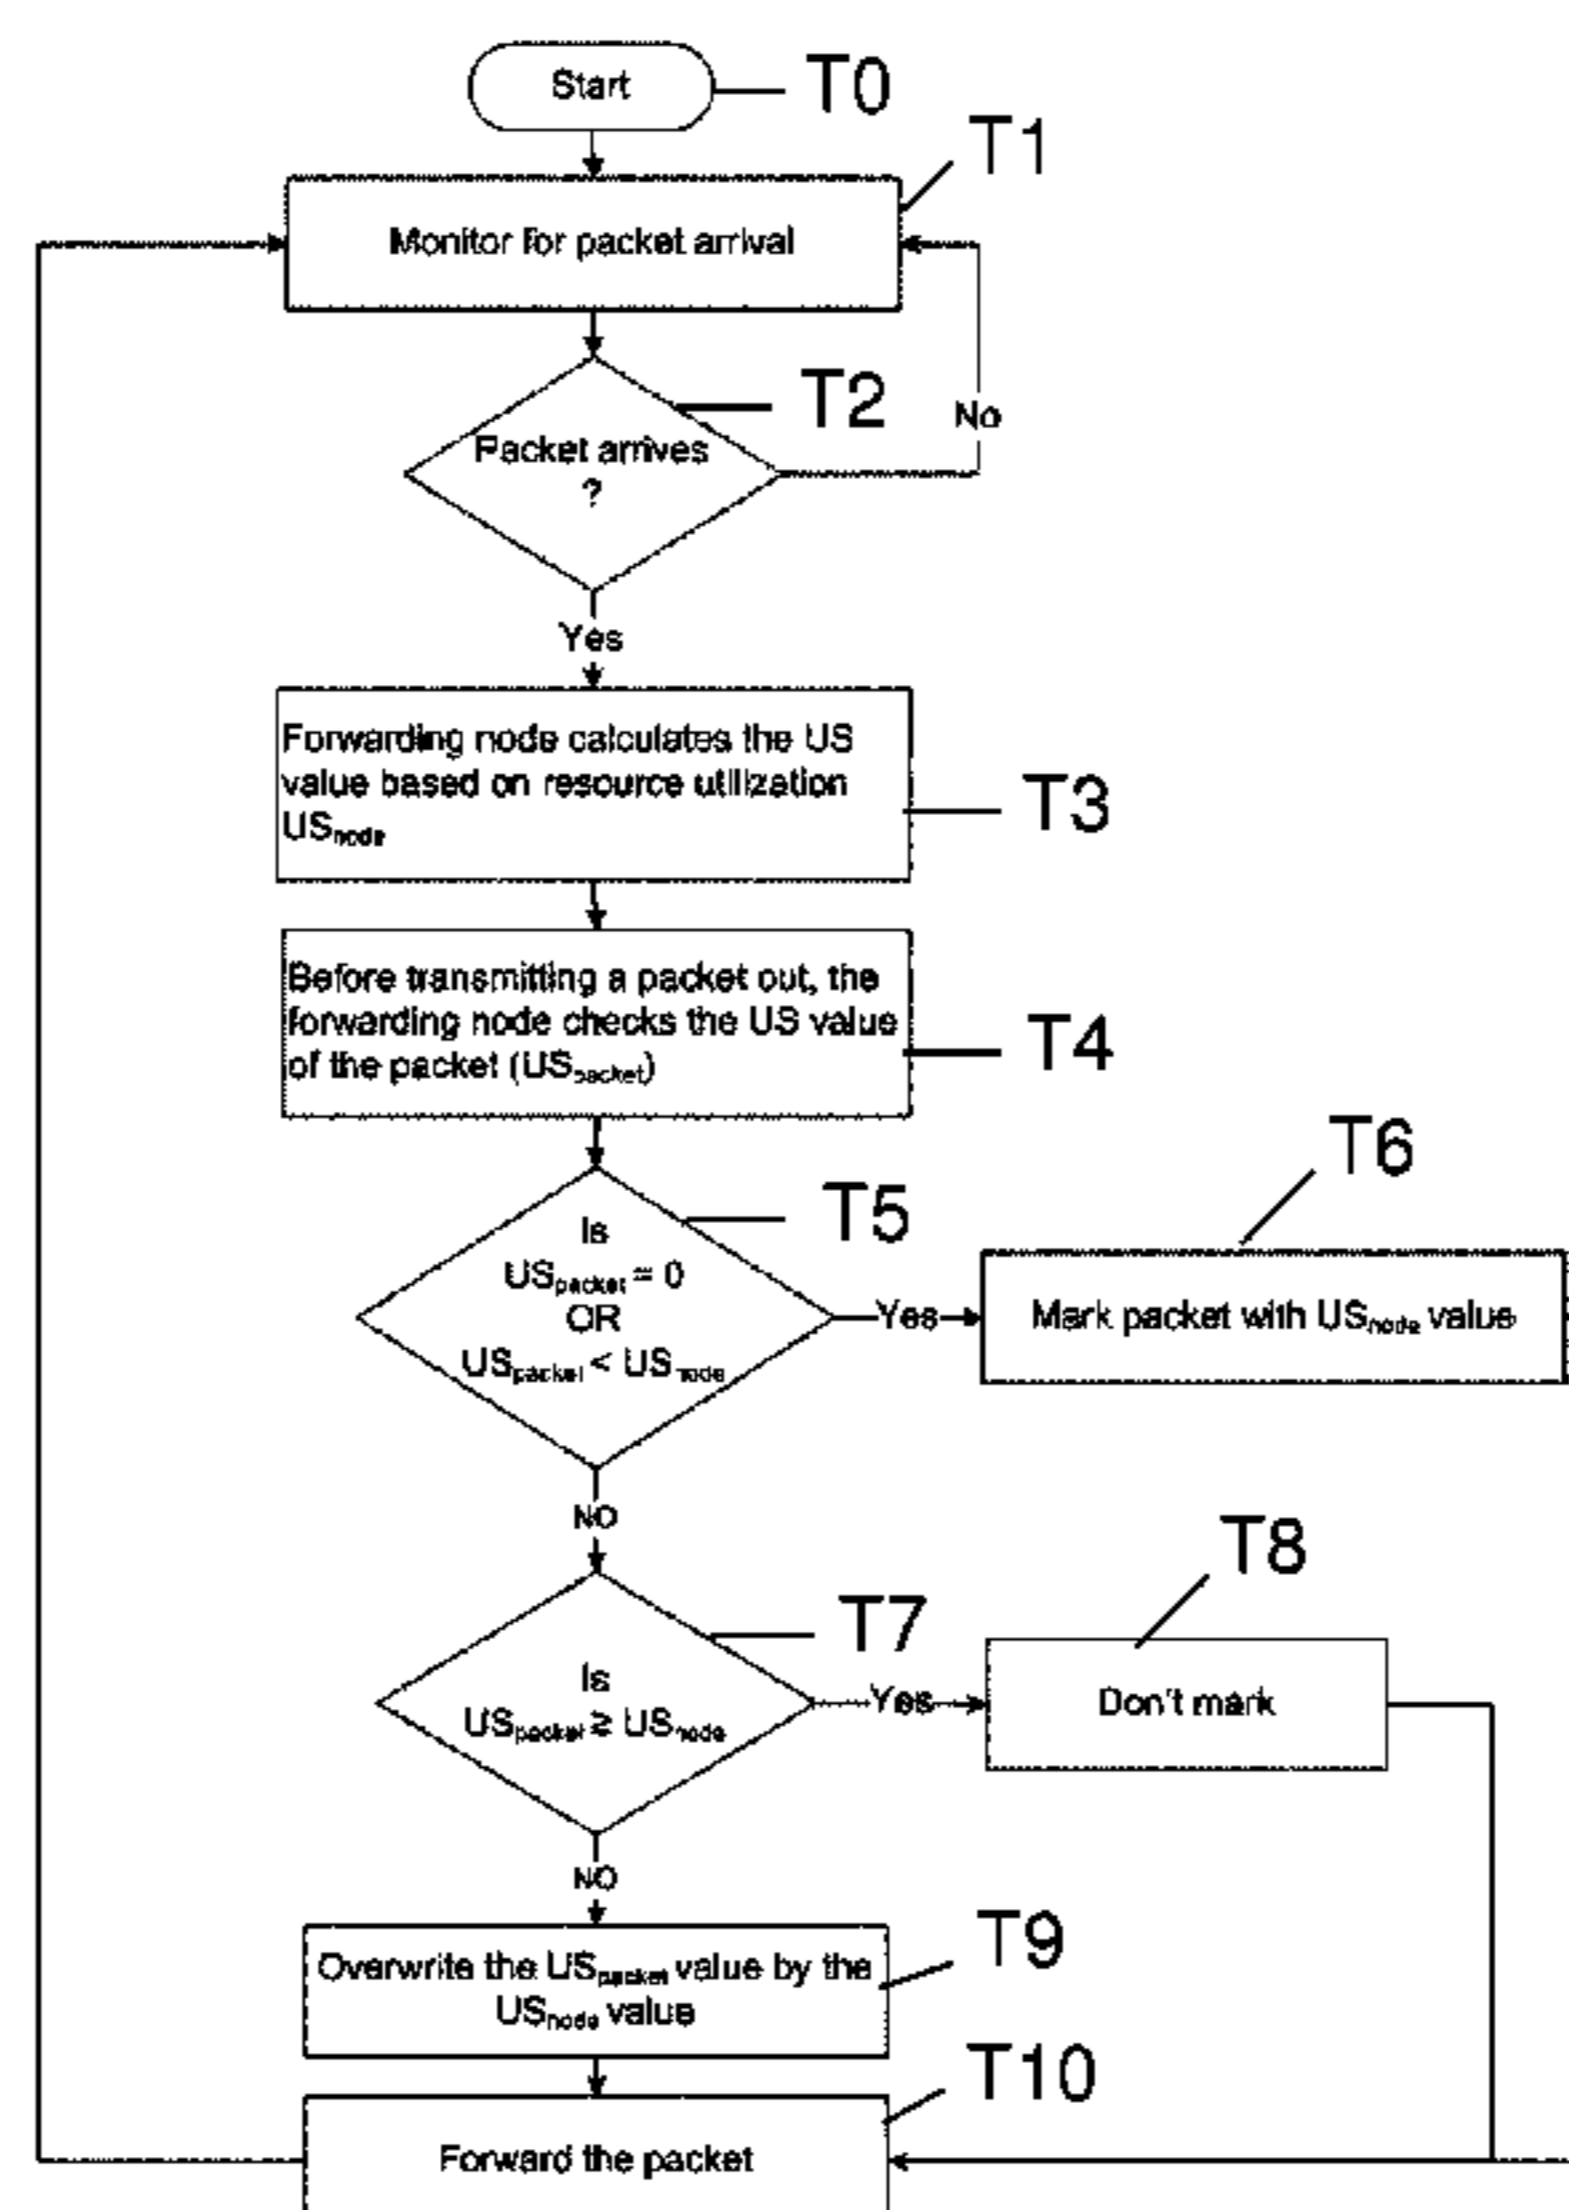 Start
T0
T1
Monitor for packet arrival
T2
No
Packet arrives
?
Yes
Forwarding node calculates the US
value based on resource utilization
USnode
T3
Before transmitting a packet out, the
forwarding node checks the US value
of the packet (USpacket)
T4
T6
T5
Is
USpacket = 0
OR
USpacket < USnode
Yes
Mark packet with USnode value
NO
T8
T7
Is
USpacket ≥ USnode
Yes
Don't mark
NO
T9
Overwrite the USpacket value by the
USnode value
T10
Forward the packet